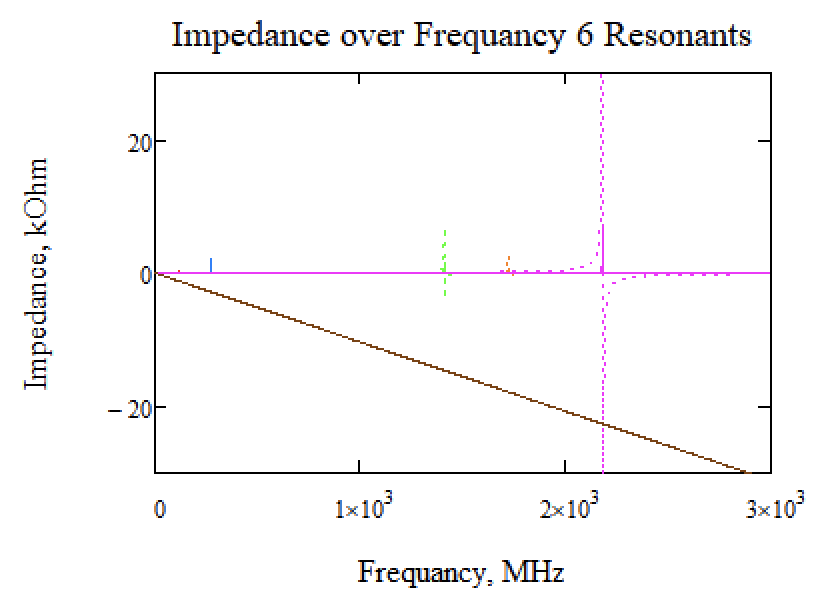 Impedance over Frequancy 6 Resonants
Impedance, kOhm
20
0
− 20
0
1×10³
2×10³
3×10³
Frequancy, MHz